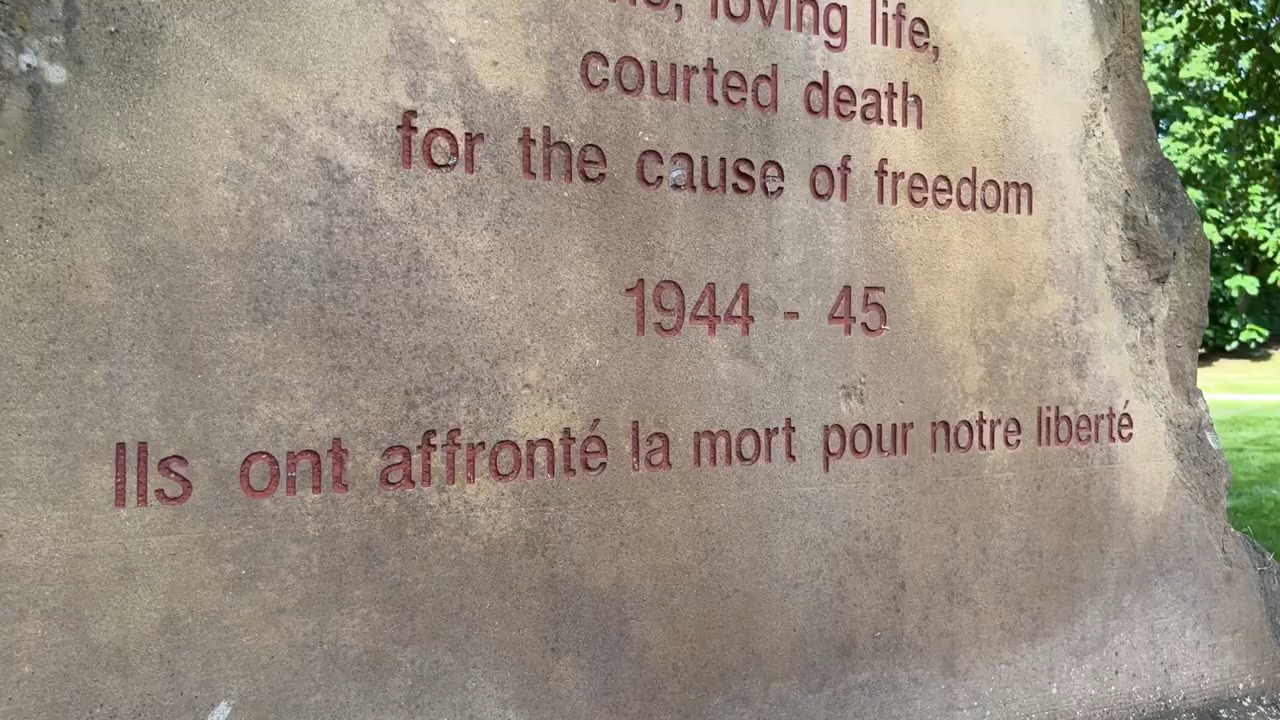 loving life,
courted death
for the cause of freedom
1944 - 45
Ils ont affronté la mort pour notre liberté